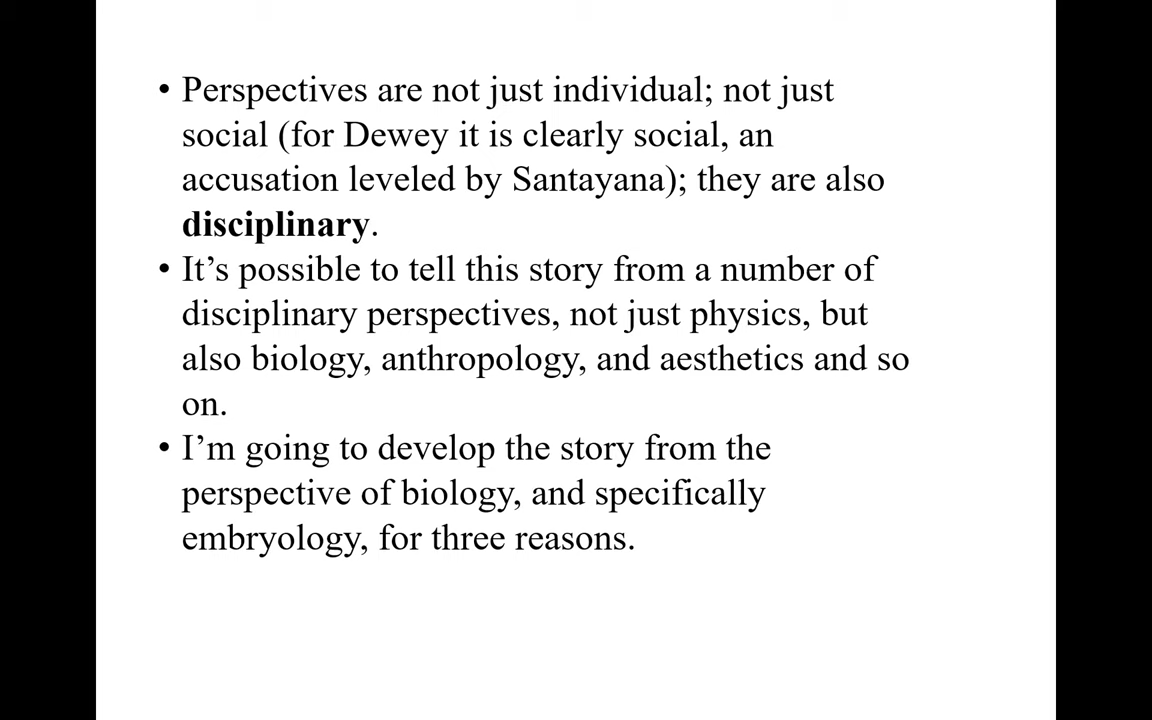 • Perspectives are not just individual; not just
social (for Dewey it is clearly social, an
accusation leveled by Santayana); they are also
disciplinary.
• It’s possible to tell this story from a number of
disciplinary perspectives, not just physics, but
also biology, anthropology, and aesthetics and so
on.
• I’m going to develop the story from the
perspective of biology, and specifically
embryology, for three reasons.